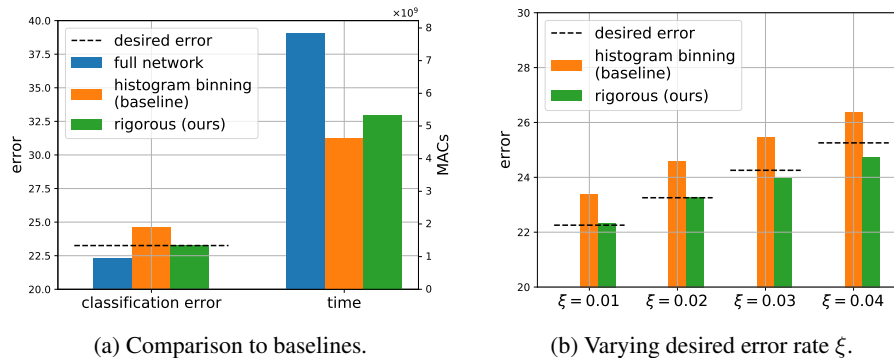 ×10⁹
40.0
37.5
35.0
32.5
30.0
27.5
25.0
22.5
20.0
error
desired error
full network
histogram binning
(baseline)
rigorous (ours)
8
7
6
5
4
3
2
1
0
MACs
classification error
time
(a) Comparison to baselines.
30
28
26
24
22
20
error
desired error
histogram binning
(baseline)
rigorous (ours)
ξ = 0.01
ξ = 0.02
ξ = 0.03
ξ = 0.04
(b) Varying desired error rate ξ.